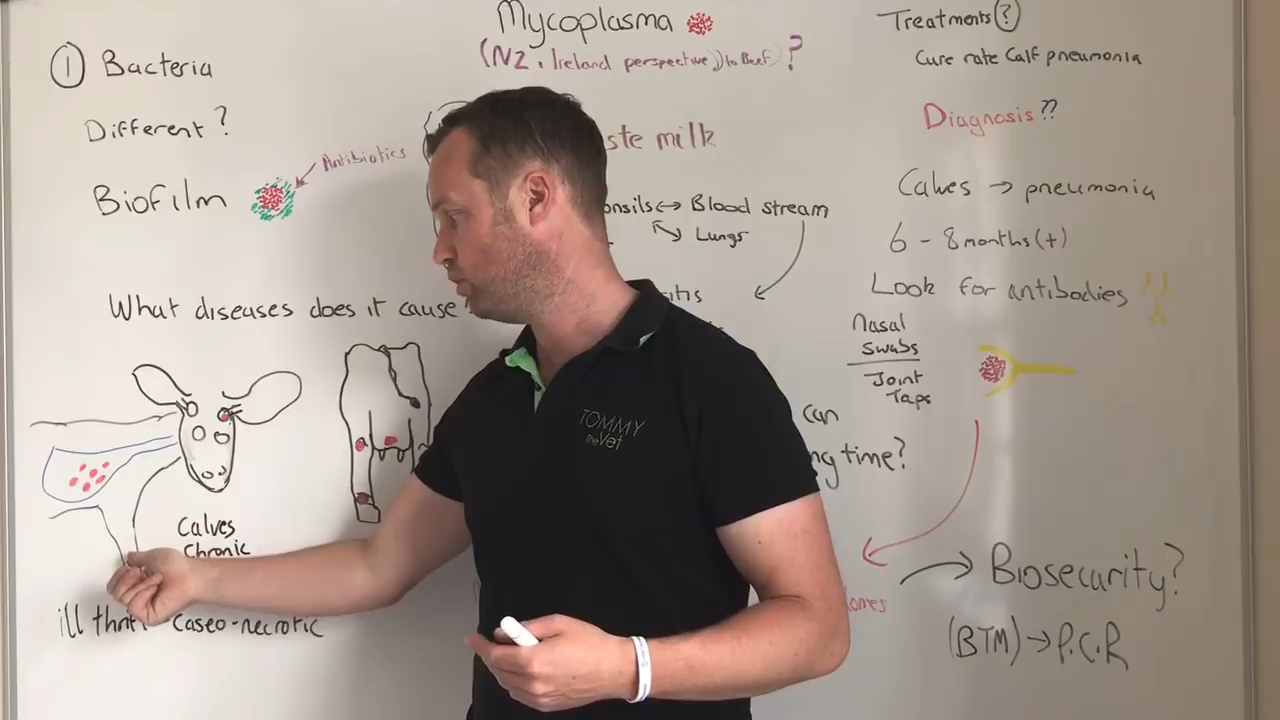 Mycoplasma
(NZ, Ireland perspective, Beef) ?
① Bacteria
Different?
Antibiotics
Biofilm
What diseases does it cause
Calves
Chronic
ill thrift caseo-necrotic
ste milk
onsils ↔ Blood stream
Lungs
itis
can
ng time?
TOMMY
the Vet
Treatments(?)
Cure rate Calf pneumonia
Diagnosis??
Calves → pneumonia
6 - 8 months (+)
Look for antibodies
Nasal
Swabs
Joint
Taps
Biosecurity?
(BTM) → P.C.R